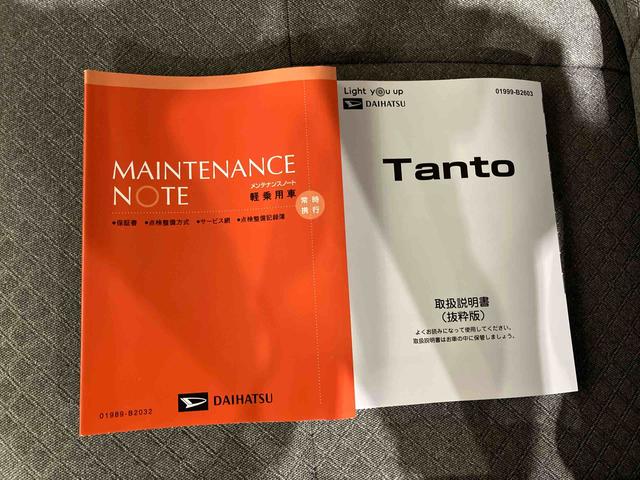 MAINTENANCE
NOTE
メンテナンスノート
軽乗用車
常時
携行
●保証書 ●点検整備方式 ●サービス網 ●点検整備記録簿
DAIHATSU
01989-B2032
Light you up
DAIHATSU
01999-B2603
Tanto
取扱説明書
（抜粋版）
よくお読みになって使用してください。
取扱説明書はお車の中に保管しましょう。